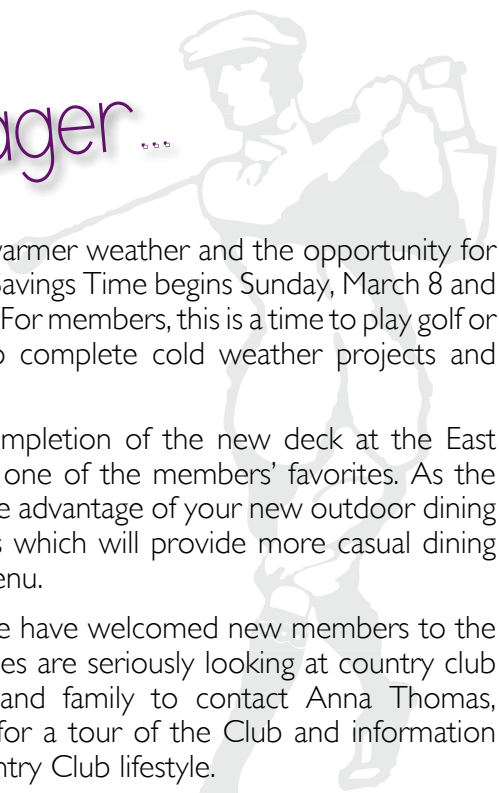 ager...
warmer weather and the opportunity for
Savings Time begins Sunday, March 8 and
For members, this is a time to play golf or
o complete cold weather projects and
mpletion of the new deck at the East
one of the members’ favorites. As the
e advantage of your new outdoor dining
s which will provide more casual dining
enu.
e have welcomed new members to the
es are seriously looking at country club
and family to contact Anna Thomas,
for a tour of the Club and information
ntry Club lifestyle.